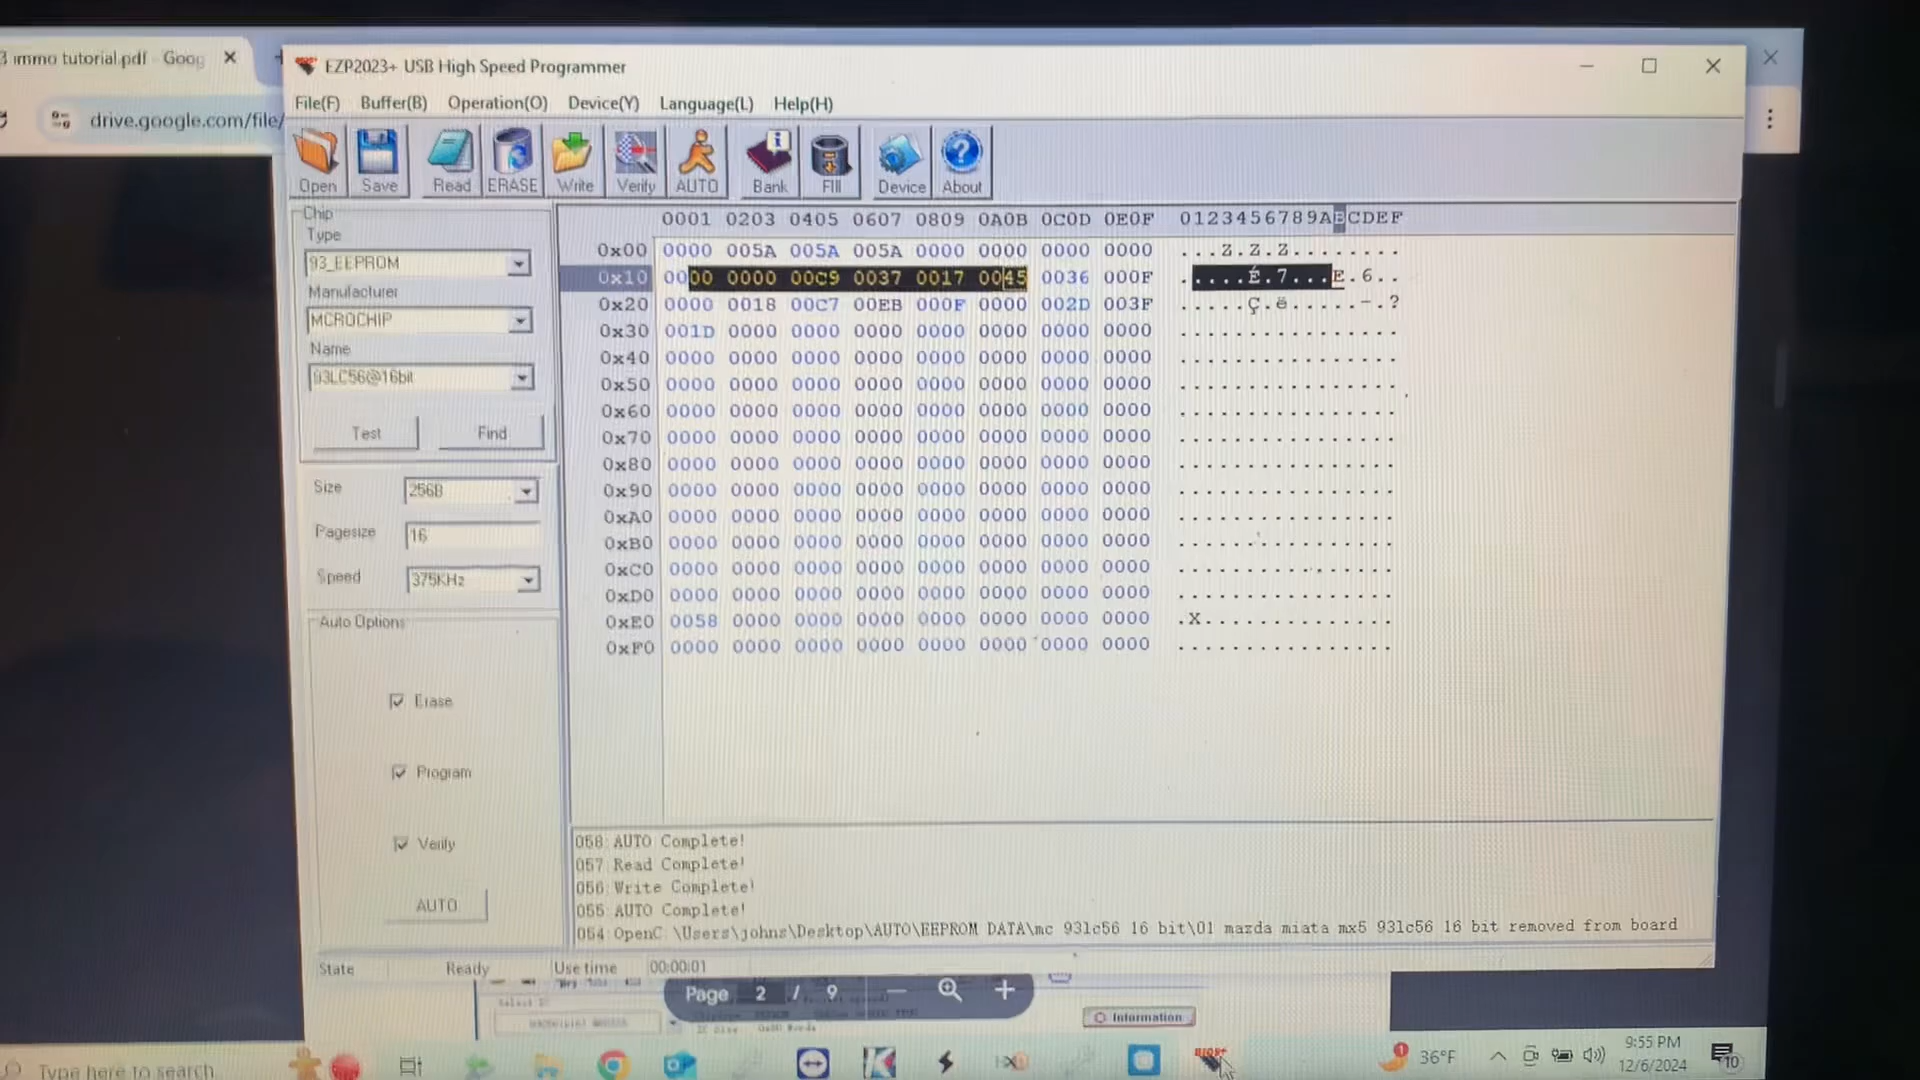 3 immo tutorial.pdf - Goog
drive.google.com/file/
EZP2023+ USB High Speed Programmer
File(F) Buffer(B) Operation(O) Device(Y) Language(L) Help(H)
Open Save Read ERASE Write Verify AUTO Bank Fill Device About
Chip
Type
93_EEPROM
Manufacturer
MCROCHIP
Name
93LC56@16bit
Test Find
Size 256B
Pagesize 16
Speed 375KHz
Auto Options
Erase
Program
Verify
AUTO
0001 0203 0405 0607 0809 0A0B 0C0D 0E0F 0123456789ABCDEF
0x00 0000 005A 005A 005A 0000 0000 0000 0000 ...Z.Z.Z........
0x10 0000 0000 00C9 0037 0017 0045 0036 000F .....É.7...E.6..
0x20 0000 0018 00C7 00EB 000F 0000 002D 003F .....Ç.ë.....-.?
0x30 001D 0000 0000 0000 0000 0000 0000 0000 ................
0x40 0000 0000 0000 0000 0000 0000 0000 0000 ................
0x50 0000 0000 0000 0000 0000 0000 0000 0000 ................
0x60 0000 0000 0000 0000 0000 0000 0000 0000 ................
0x70 0000 0000 0000 0000 0000 0000 0000 0000 ................
0x80 0000 0000 0000 0000 0000 0000 0000 0000 ................
0x90 0000 0000 0000 0000 0000 0000 0000 0000 ................
0xA0 0000 0000 0000 0000 0000 0000 0000 0000 ................
0xB0 0000 0000 0000 0000 0000 0000 0000 0000 ................
0xC0 0000 0000 0000 0000 0000 0000 0000 0000 ................
0xD0 0000 0000 0000 0000 0000 0000 0000 0000 ................
0xE0 0058 0000 0000 0000 0000 0000 0000 0000 .X..............
0xF0 0000 0000 0000 0000 0000 0000 0000 0000 ................
058:AUTO Complete!
057:Read Complete!
056:Write Complete!
055:AUTO Complete!
054:OpenC:\Users\johns\Desktop\AUTO\EEPROM DATA\mc 93lc56 16 bit\01 mazda miata mx5 93lc56 16 bit removed from board
State Ready Use time 00:00:01
Page 2 / 9
Select IC
Information
Type here to search
36°F
9:55 PM
12/6/2024
10